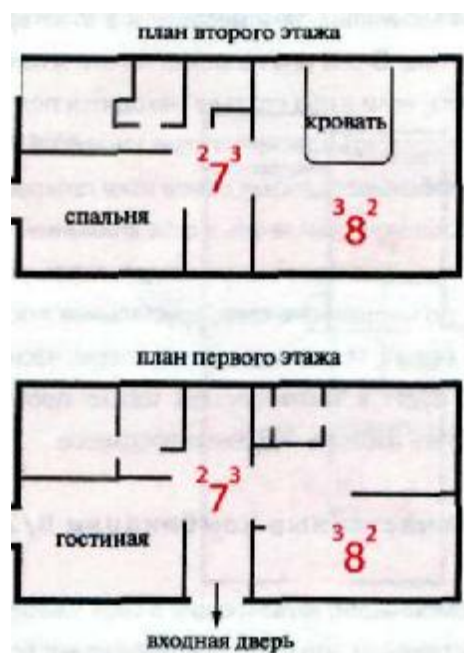 план второго этажа
кровать
2 7 3
спальня
3 8 2
план первого этажа
2 7 3
гостиная
3 8 2
входная дверь